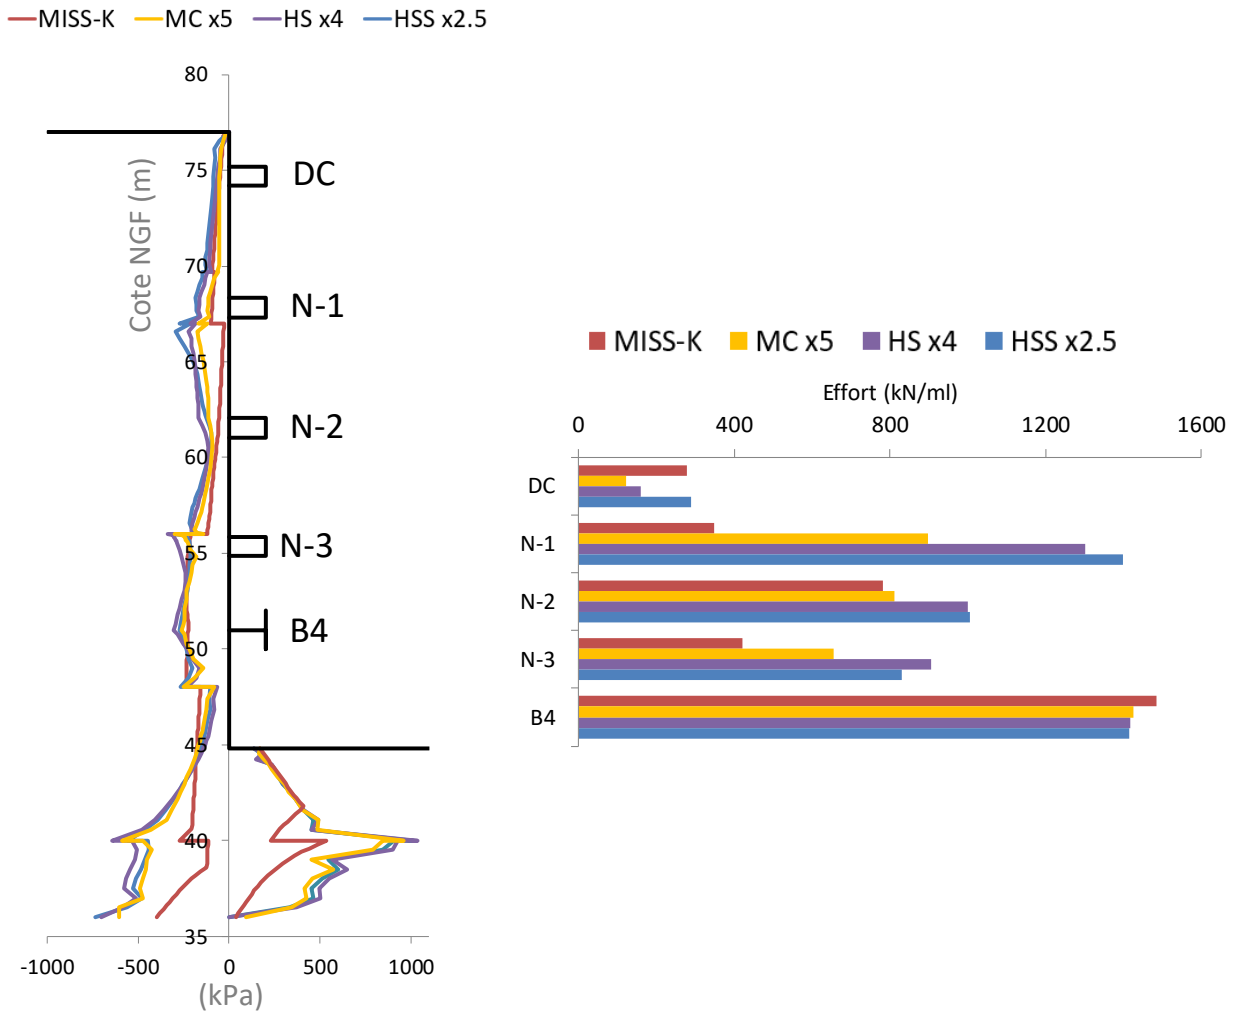 MISS-K MC x5 HS x4 HSS x2.5
80
75
70
65
60
55
50
45
40
35
Cote NGF (m)
DC
N-1
N-2
N-3
B4
-1000 -500 0 500 1000
(kPa)
MISS-K MC x5 HS x4 HSS x2.5
Effort (kN/ml)
0 400 800 1200 1600
DC
N-1
N-2
N-3
B4